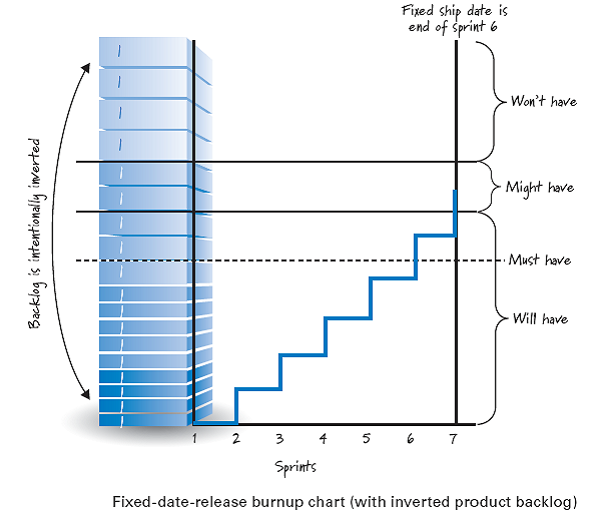 Fixed ship date is
end of sprint 6
Won't have
Might have
Must have
Will have
Backlog is intentionally inverted
1 2 3 4 5 6 7
Sprints
Fixed-date-release burnup chart (with inverted product backlog)